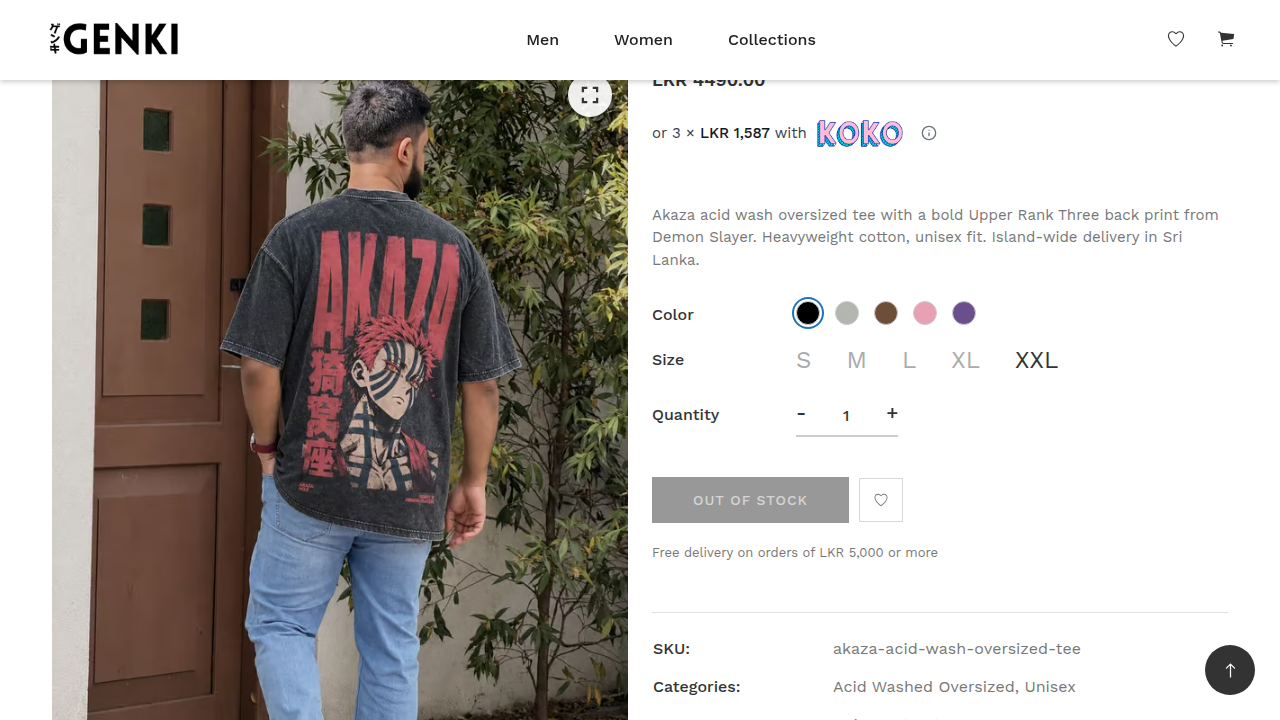 ゲンキ GENKI
Men
Women
Collections
LKR 4490.00
or 3 × LKR 1,587 with KOKO
Akaza acid wash oversized tee with a bold Upper Rank Three back print from
Demon Slayer. Heavyweight cotton, unisex fit. Island-wide delivery in Sri
Lanka.
Color
Size S M L XL XXL
Quantity - 1 +
OUT OF STOCK
Free delivery on orders of LKR 5,000 or more
SKU: akaza-acid-wash-oversized-tee
Categories: Acid Washed Oversized, Unisex
AKAZA
猗窩座